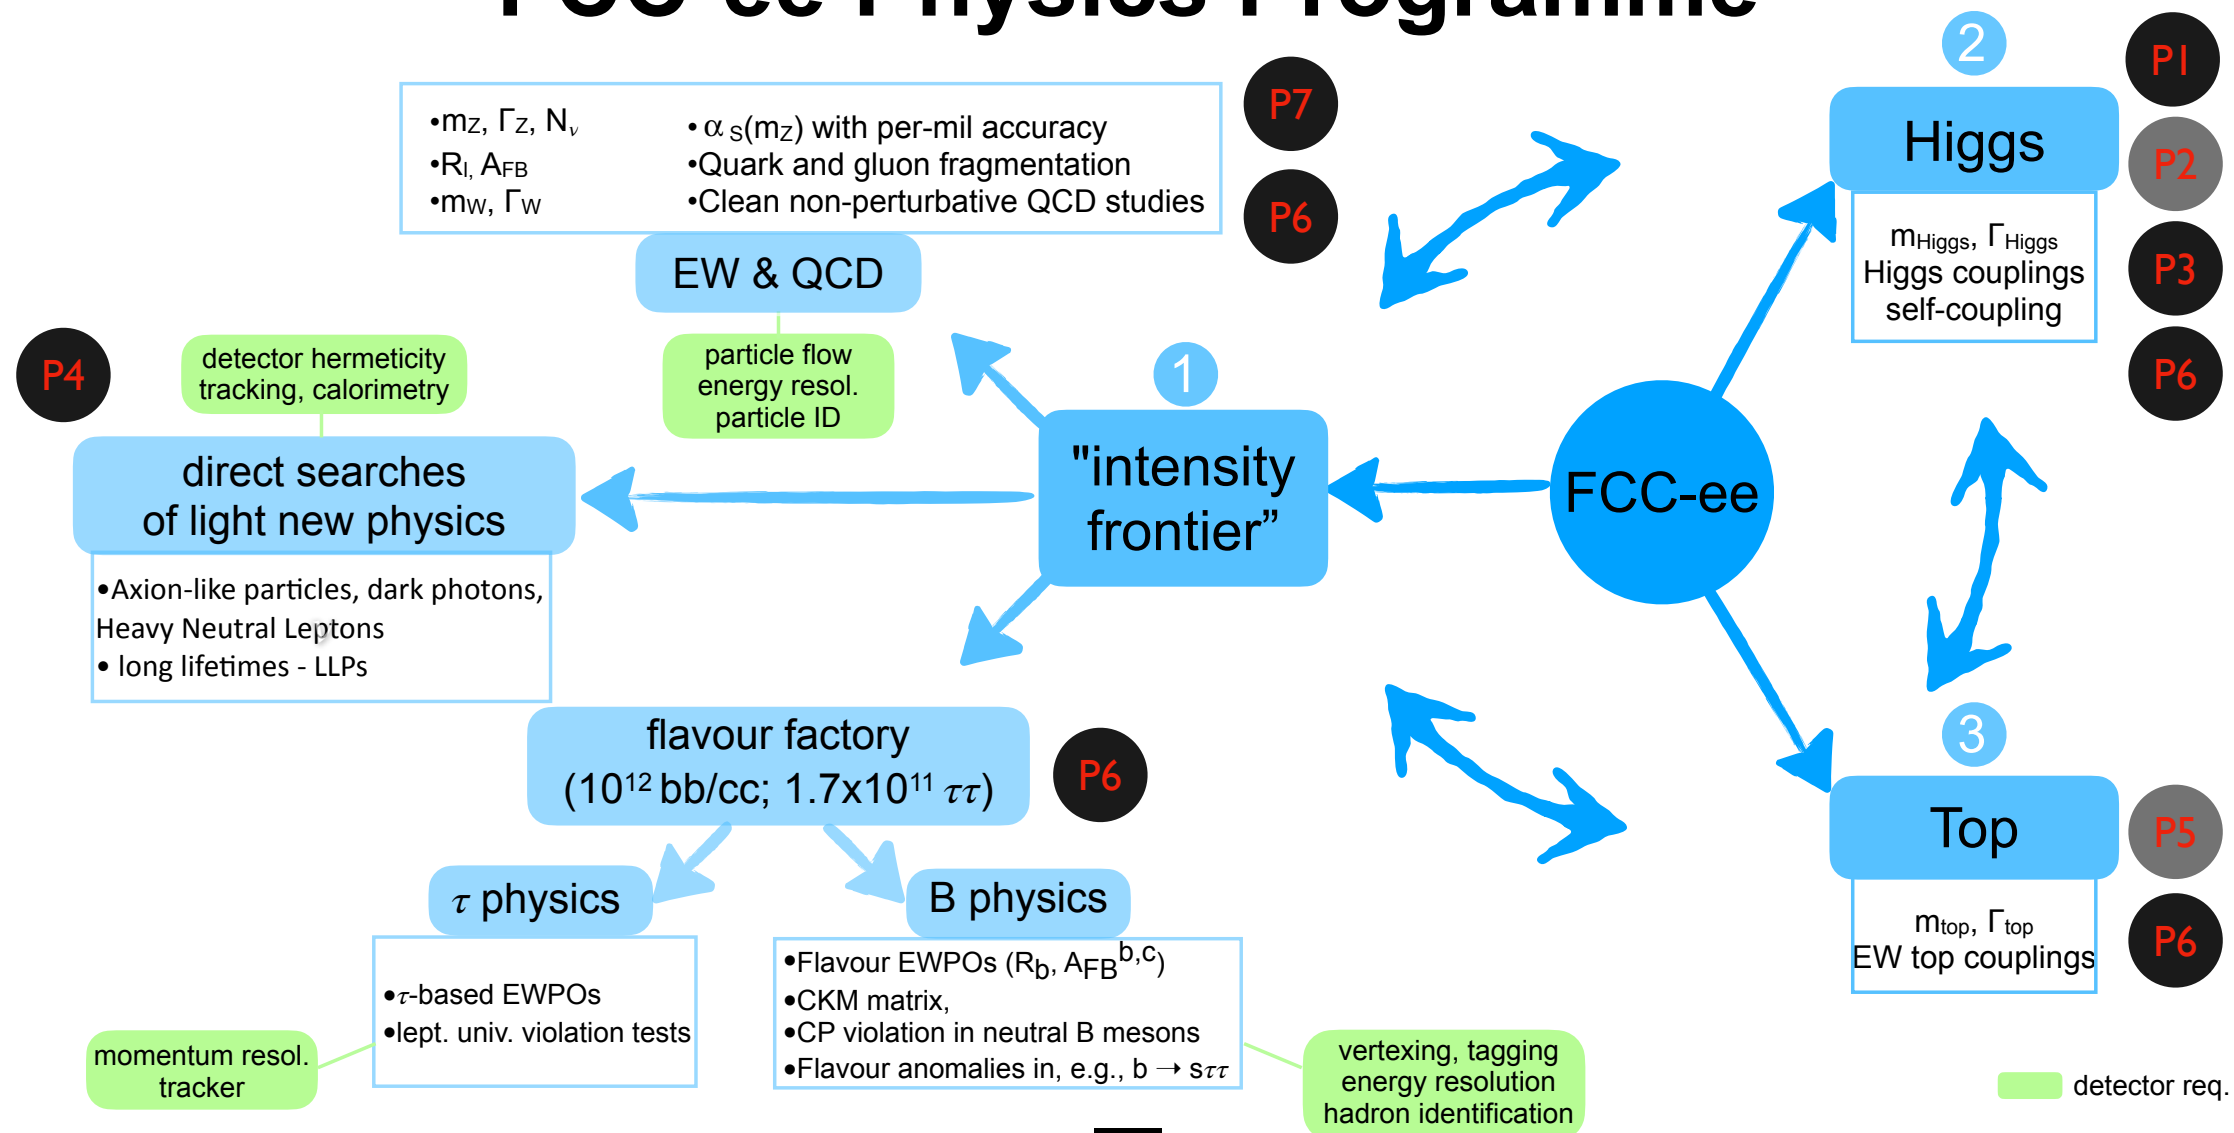 FCC-ee Physics Programme
•mZ, ΓZ, Nν
•Rl, AFB
•mW, ΓW
• αS(mZ) with per-mil accuracy
•Quark and gluon fragmentation
•Clean non-perturbative QCD studies
P7
P6
EW & QCD
particle flow
energy resol.
particle ID
P4
detector hermeticity
tracking, calorimetry
direct searches
of light new physics
•Axion-like particles, dark photons,
Heavy Neutral Leptons
• long lifetimes - LLPs
1
"intensity
frontier”
FCC-ee
2
Higgs
mHiggs, ΓHiggs
Higgs couplings
self-coupling
P1
P2
P3
P6
flavour factory
(10¹² bb/cc; 1.7x10¹¹ ττ)
P6
τ physics
•τ-based EWPOs
•lept. univ. violation tests
momentum resol.
tracker
B physics
•Flavour EWPOs (Rb, AFBb,c)
•CKM matrix,
•CP violation in neutral B mesons
•Flavour anomalies in, e.g., b → sττ
vertexing, tagging
energy resolution
hadron identification
3
Top
mtop, Γtop
EW top couplings
P5
P6
detector req.